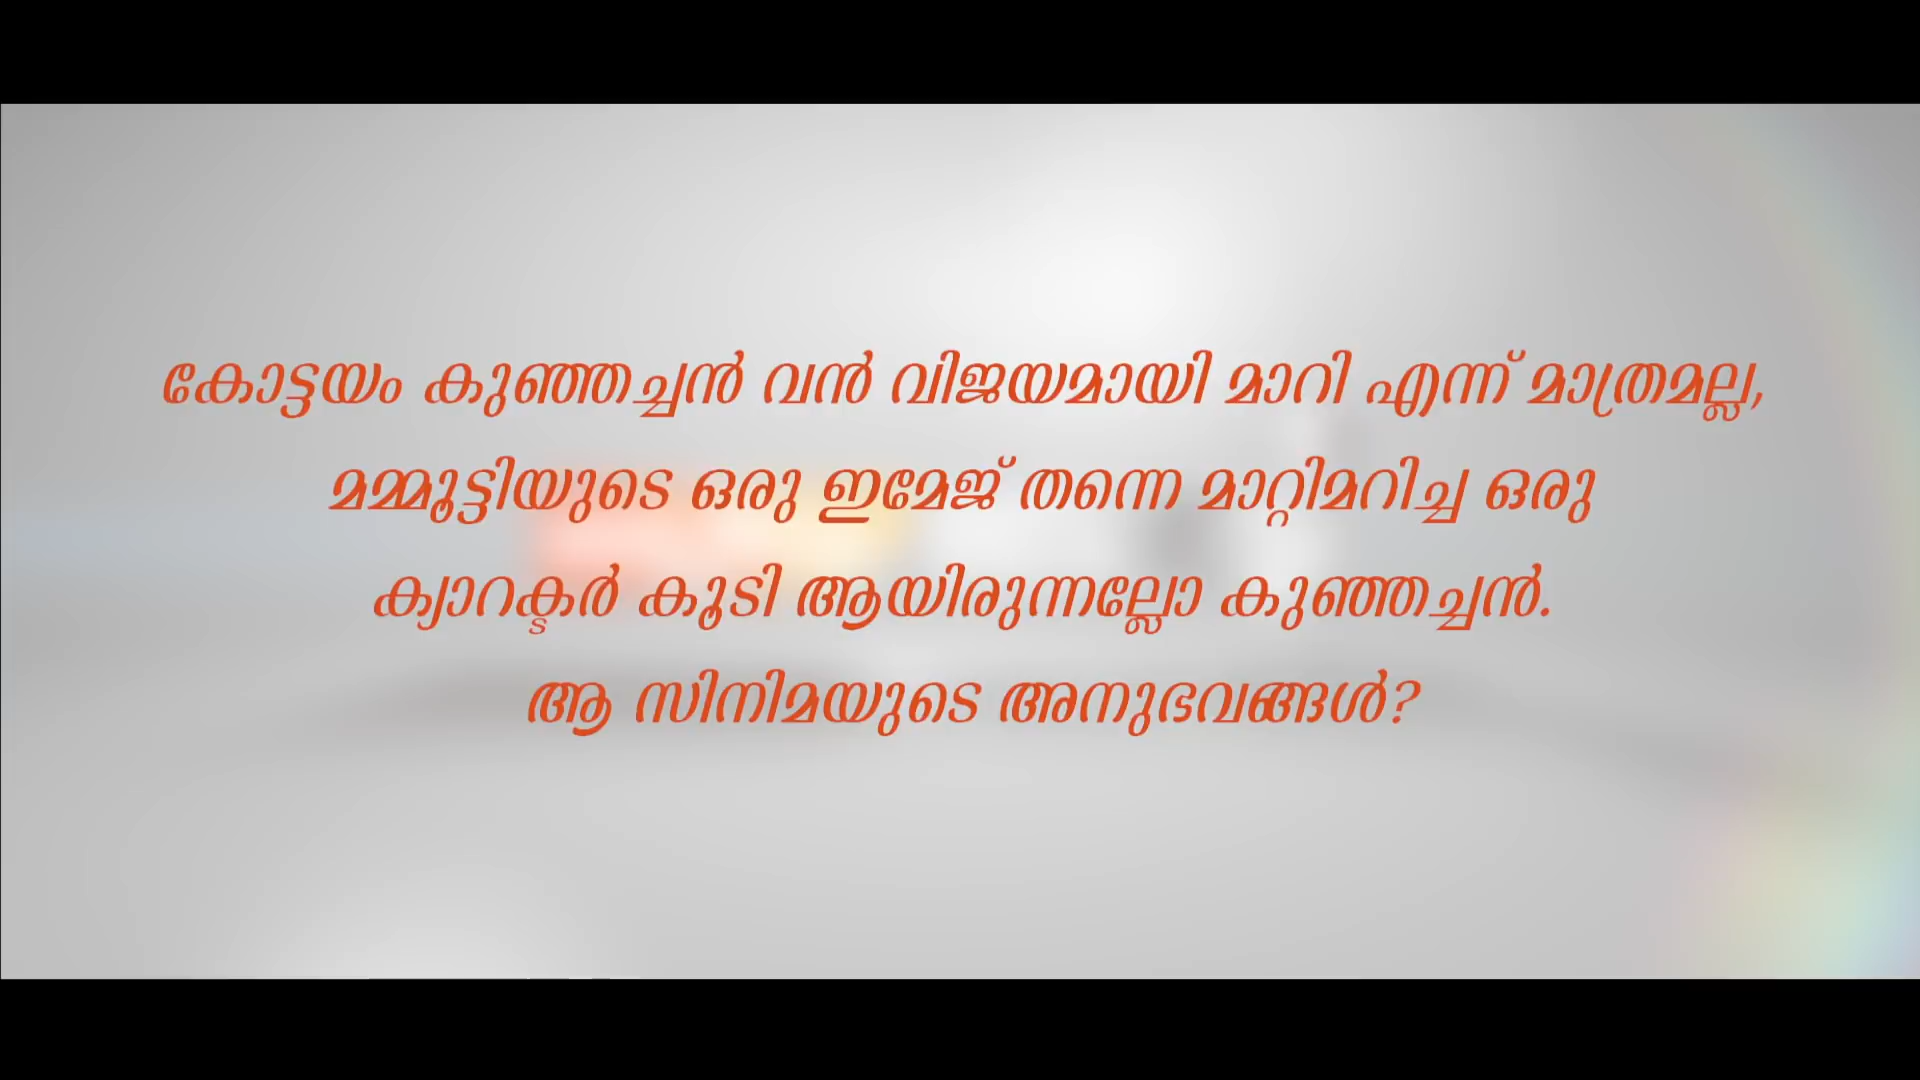 കോട്ടയം കുഞ്ഞച്ചൻ വൻ വിജയമായി മാറി എന്ന് മാത്രമല്ല,
മമ്മൂട്ടിയുടെ ഒരു ഇമേജ് തന്നെ മാറ്റിമറിച്ച ഒരു
ക്യാറക്ടർ കൂടി ആയിരുന്നല്ലോ കുഞ്ഞച്ചൻ.
ആ സിനിമയുടെ അനുഭവങ്ങൾ?